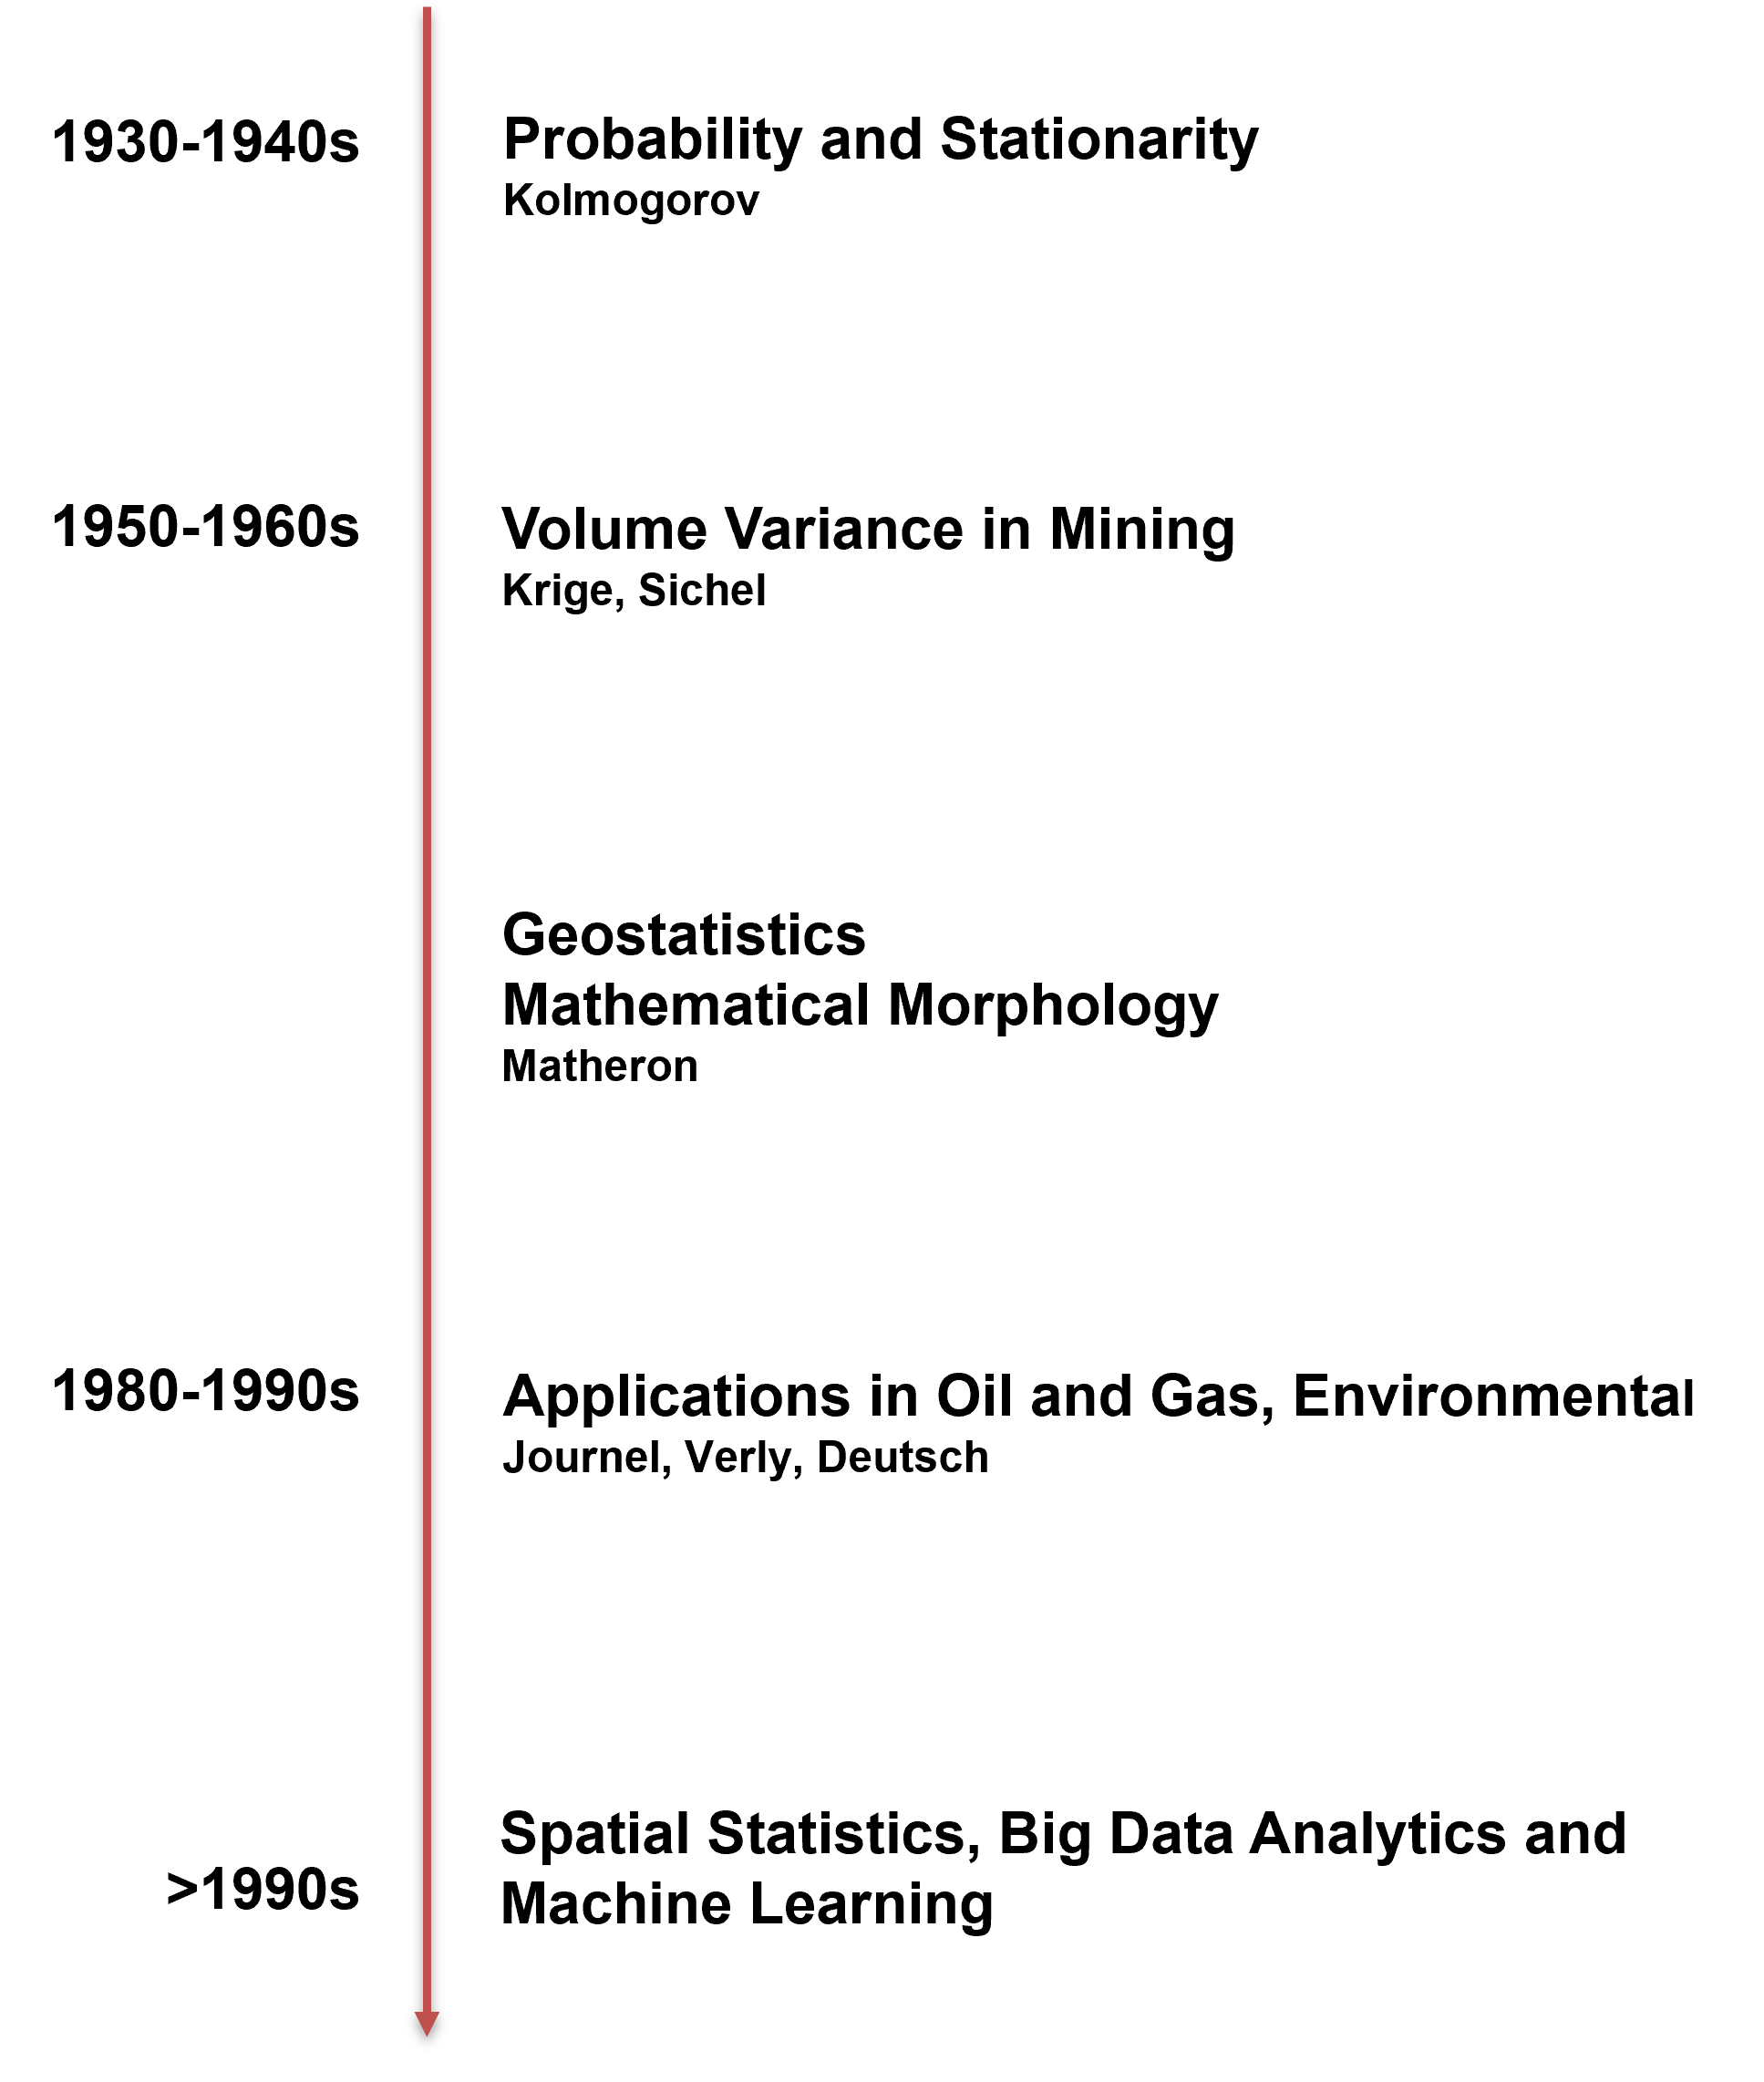 1930-1940s
Probability and Stationarity
Kolmogorov
1950-1960s
Volume Variance in Mining
Krige, Sichel
Geostatistics
Mathematical Morphology
Matheron
1980-1990s
Applications in Oil and Gas, Environmental
Journel, Verly, Deutsch
>1990s
Spatial Statistics, Big Data Analytics and
Machine Learning